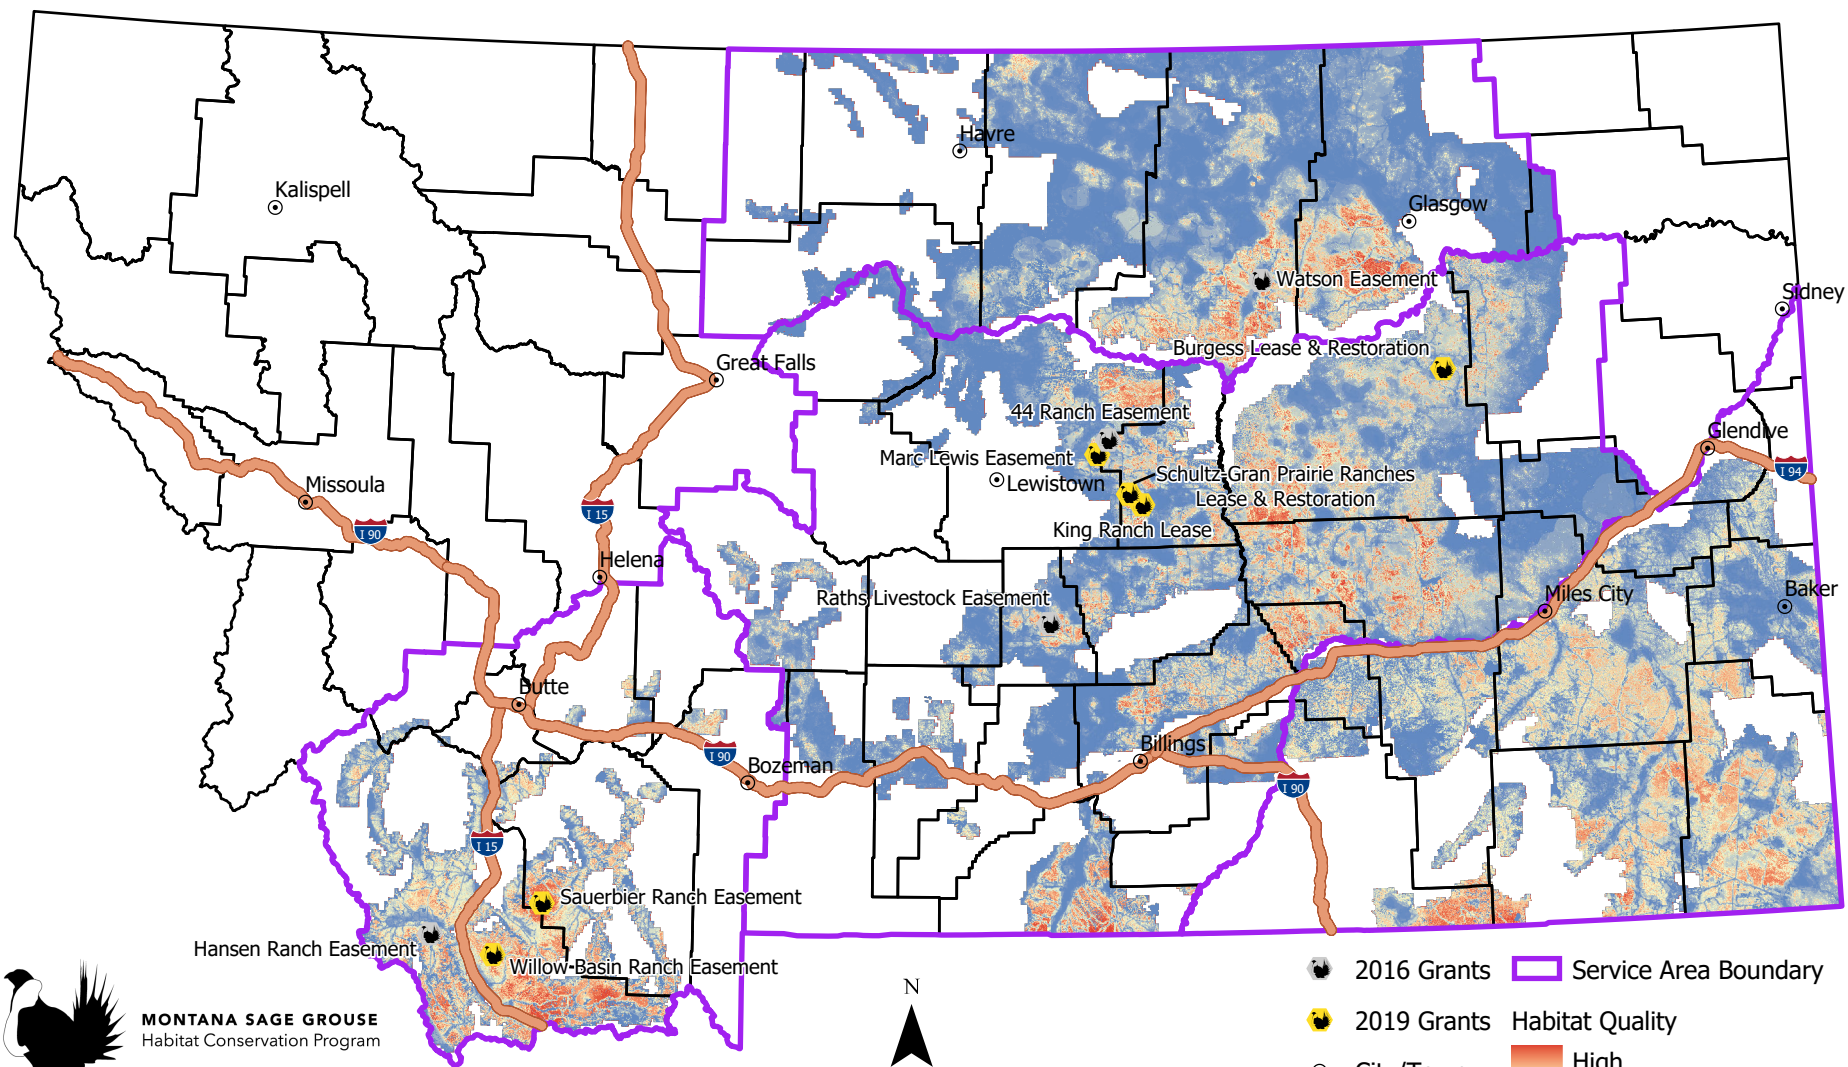 Havre
Kalispell
Glasgow
Watson Easement
Sidney
Burgess Lease & Restoration
Great Falls
44 Ranch Easement
Glendive
Marc Lewis Easement
I 94
Schultz-Gran Prairie Ranches
Lease & Restoration
Lewistown
Missoula
I 15
I 90
King Ranch Lease
Helena
Raths Livestock Easement
Miles City
Baker
Butte
Billings
I 90
Bozeman
I 90
I 15
Sauerbier Ranch Easement
Hansen Ranch Easement
Willow Basin Ranch Easement
N
2016 Grants
Service Area Boundary
2019 Grants
Habitat Quality
High
MONTANA SAGE GROUSE
Habitat Conservation Program